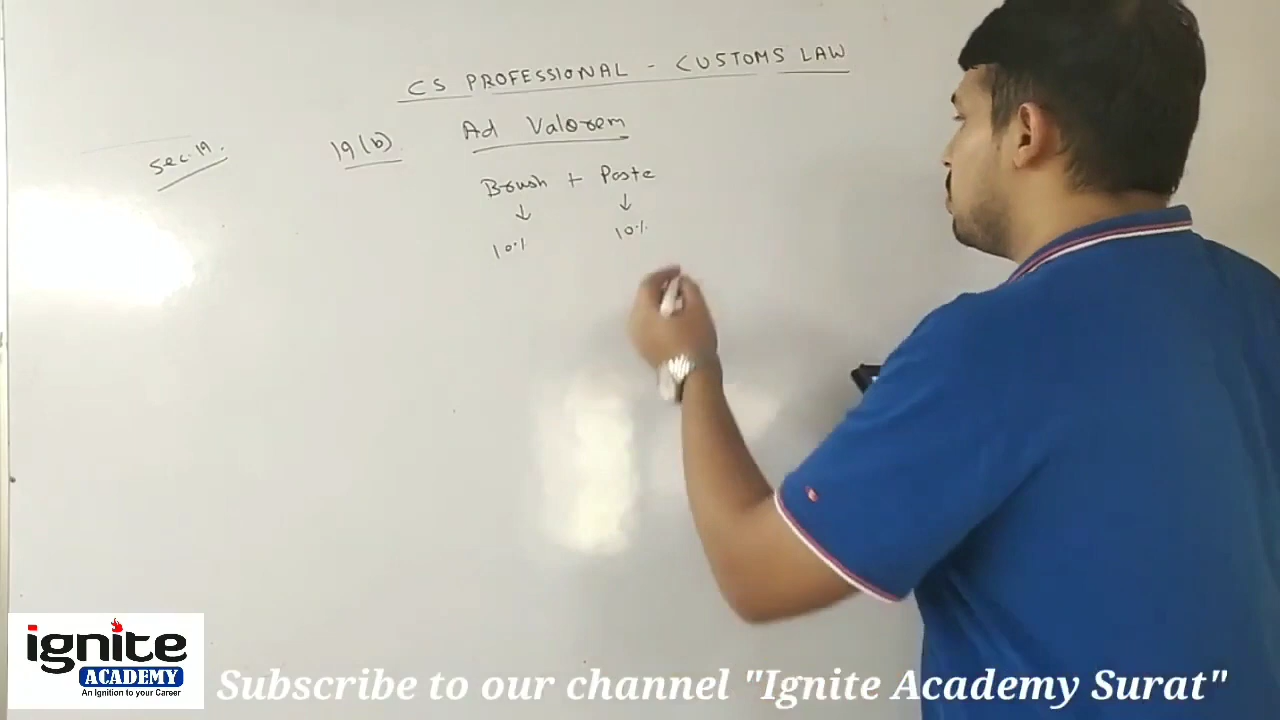 CS PROFESSIONAL - CUSTOMS LAW
Sec. 19.
19(b)
Ad Valorem
Brush + Paste
↓ ↓
10% 10%
ignite
ACADEMY
An Ignition to your Career
Subscribe to our channel "Ignite Academy Surat"